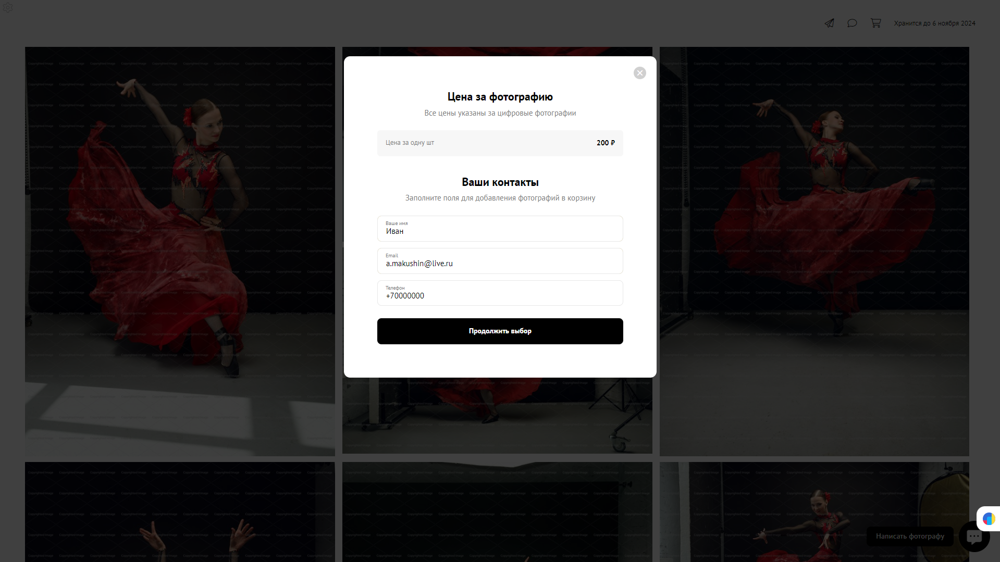 Хранится до 6 ноября 2024
Цена за фотографию
Все цены указаны за цифровые фотографии
Цена за одну шт
200 ₽
Ваши контакты
Заполните поля для добавления фотографий в корзину
Ваше имя
Иван
Email
a.makushin@live.ru
Телефон
+70000000
Продолжить выбор
Написать фотографу